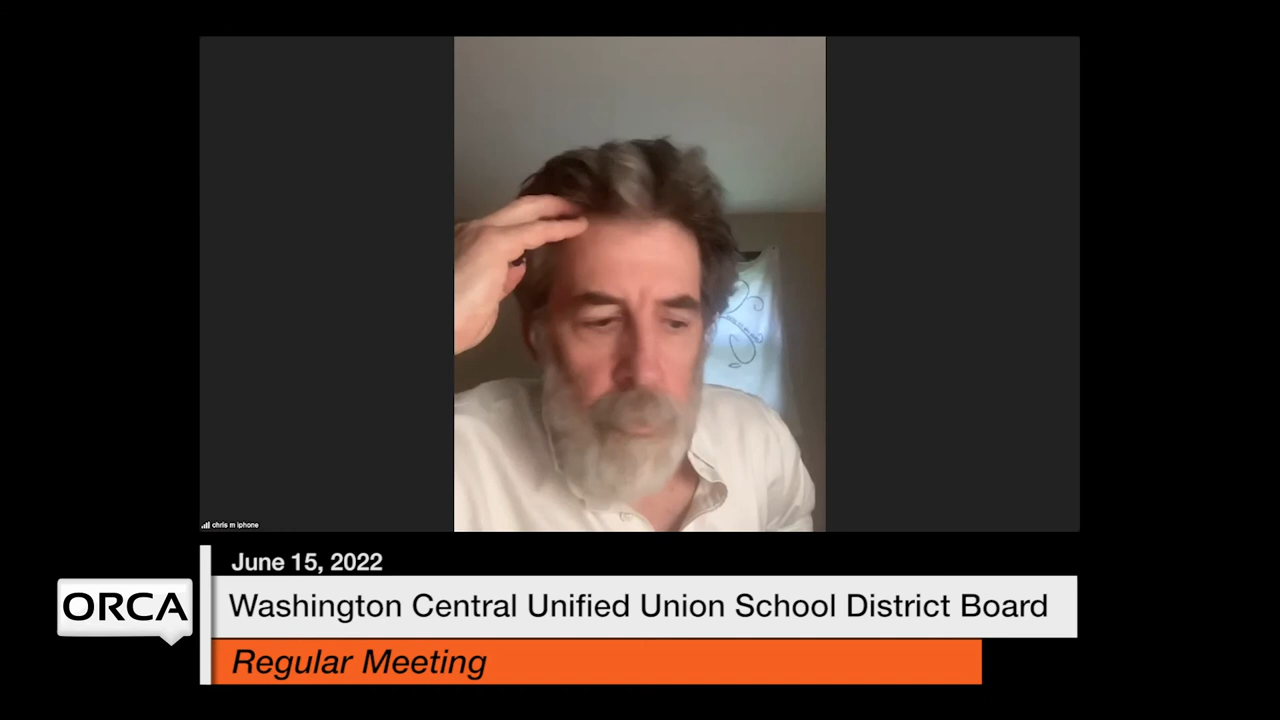 chris m iphone
June 15, 2022
ORCA
Washington Central Unified Union School District Board
Regular Meeting